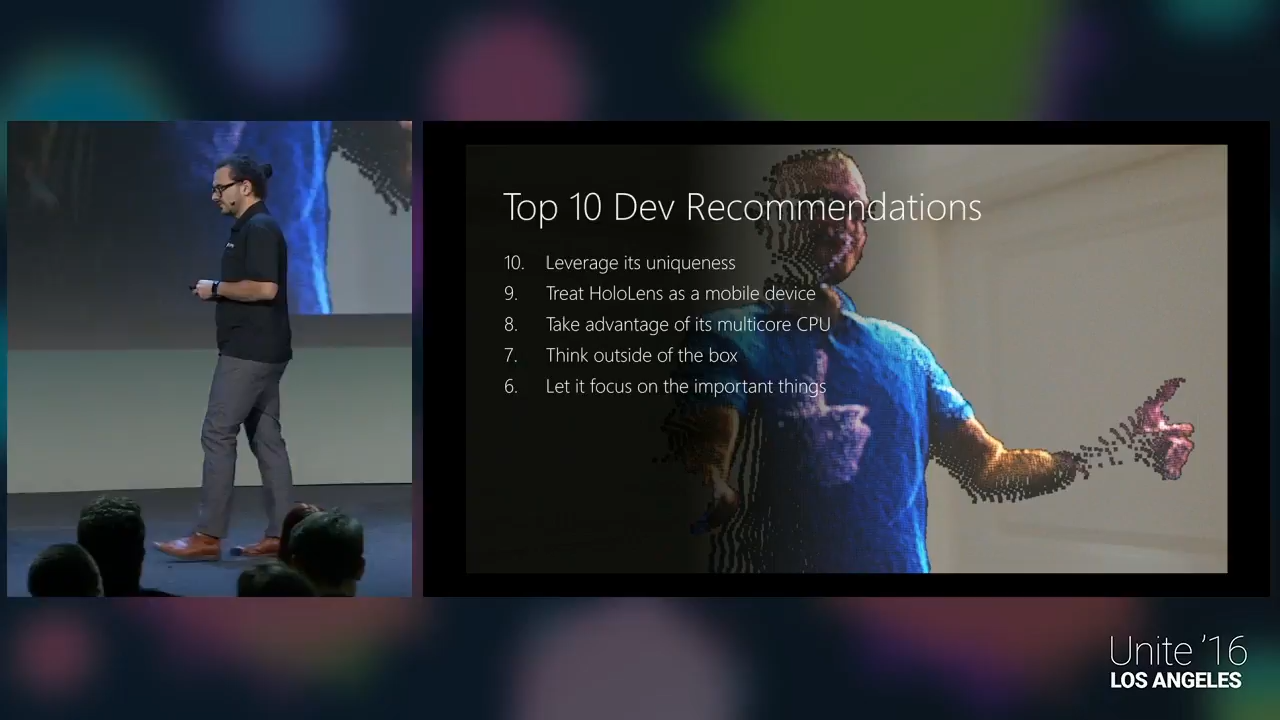 Top 10 Dev Recommendations
10. Leverage its uniqueness
9. Treat HoloLens as a mobile device
8. Take advantage of its multicore CPU
7. Think outside of the box
6. Let it focus on the important things
Unite '16
LOS ANGELES